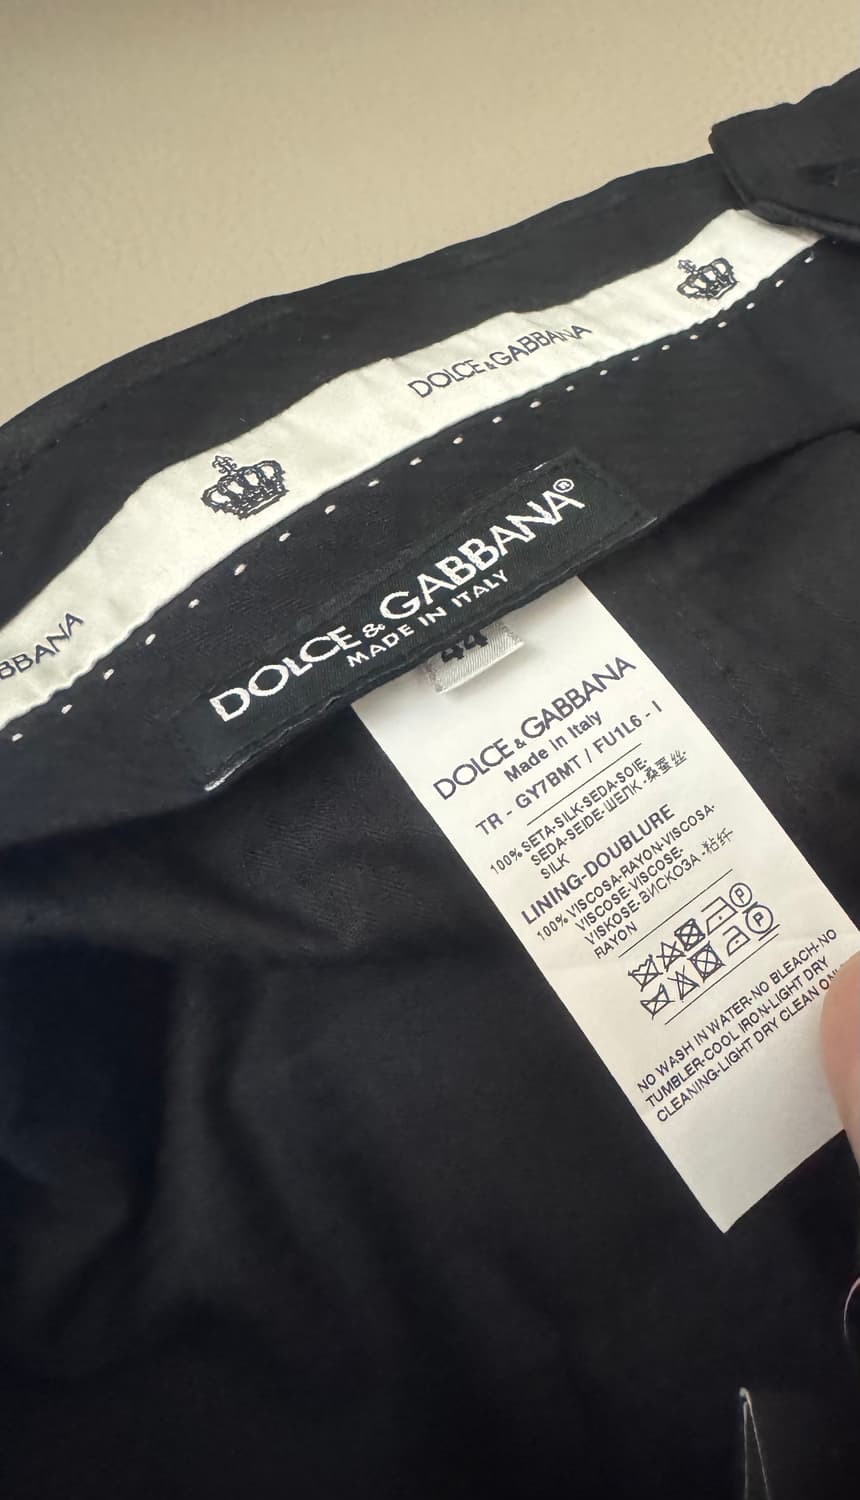 DOLCE & GABBANA
BBANA
DOLCE & GABBANA®
MADE IN ITALY
44
DOLCE & GABBANA
Made in Italy
TR - GY7BMT / FU1L6 - I
100% SETA-SILK-SEDA-SOIE-
SEDA-SEIDE-ШЕЛК-桑蚕丝-
SILK
LINING-DOUBLURE
100% VISCOSA-RAYON-VISCOSA-
VISCOSE-VISCOSE-
VISKOSE-ВИСКОЗА-粘纤-
RAYON
P
P
NO WASH IN WATER-NO BLEACH-NO
TUMBLER-COOL IRON-LIGHT DRY
CLEANING-LIGHT DRY CLEAN